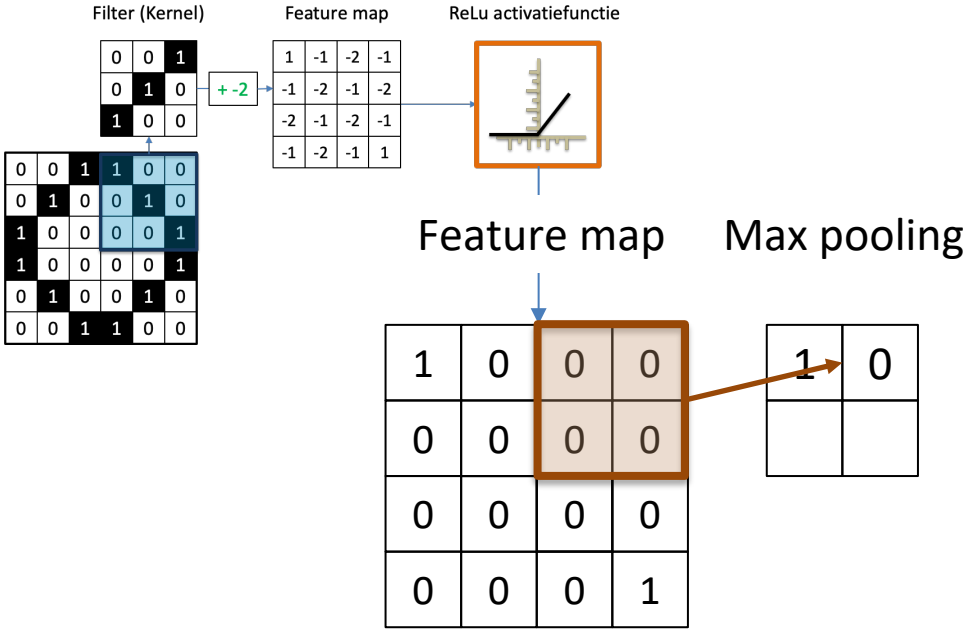 Filter (Kernel)
Feature map
ReLu activatiefunctie
0 0 1
0 1 0
1 0 0
+ -2
1 -1 -2 -1
-1 -2 -1 -2
-2 -1 -2 -1
-1 -2 -1 1
0 0 1 1 0 0
0 1 0 0 1 0
1 0 0 0 0 1
1 0 0 0 0 1
0 1 0 0 1 0
0 0 1 1 0 0
Feature map
Max pooling
1 0 0 0
0 0 0 0
0 0 0 0
0 0 0 1
1 0